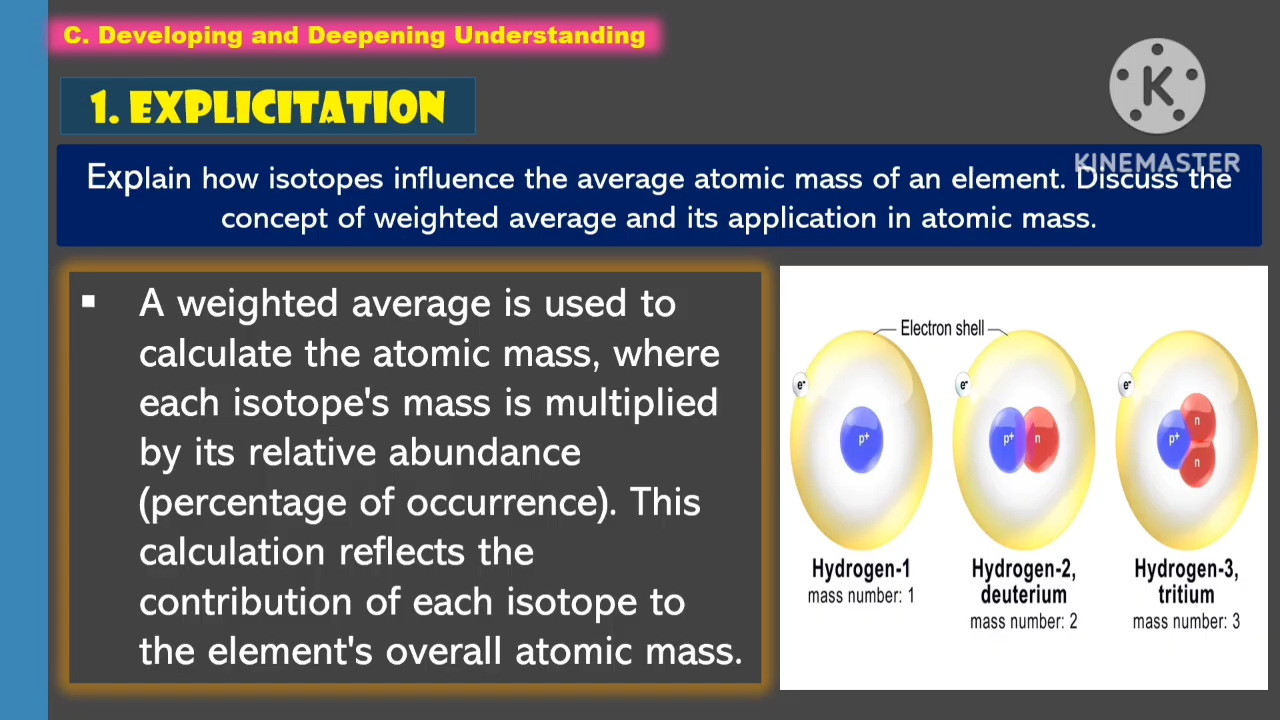 C. Developing and Deepening Understanding
1. EXPLICITATION
K
KINEMASTER
Explain how isotopes influence the average atomic mass of an element. Discuss the
concept of weighted average and its application in atomic mass.
▪ A weighted average is used to
calculate the atomic mass, where
each isotope's mass is multiplied
by its relative abundance
(percentage of occurrence). This
calculation reflects the
contribution of each isotope to
the element's overall atomic mass.
Electron shell
e⁻ e⁻ e⁻
p⁺ p⁺ n p⁺ n n
Hydrogen-1
mass number: 1
Hydrogen-2,
deuterium
mass number: 2
Hydrogen-3,
tritium
mass number: 3